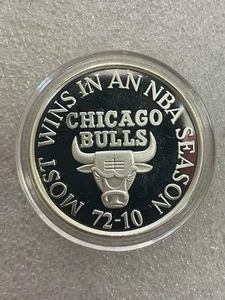 MOST WINS IN AN NBA SEASON
CHICAGO
BULLS
72-10